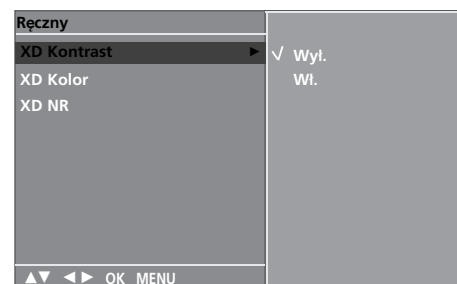 Ręczny
XD Kontrast ►
XD Kolor
XD NR
√ Wył.
Wł.
▲▼ ◄► OK MENU